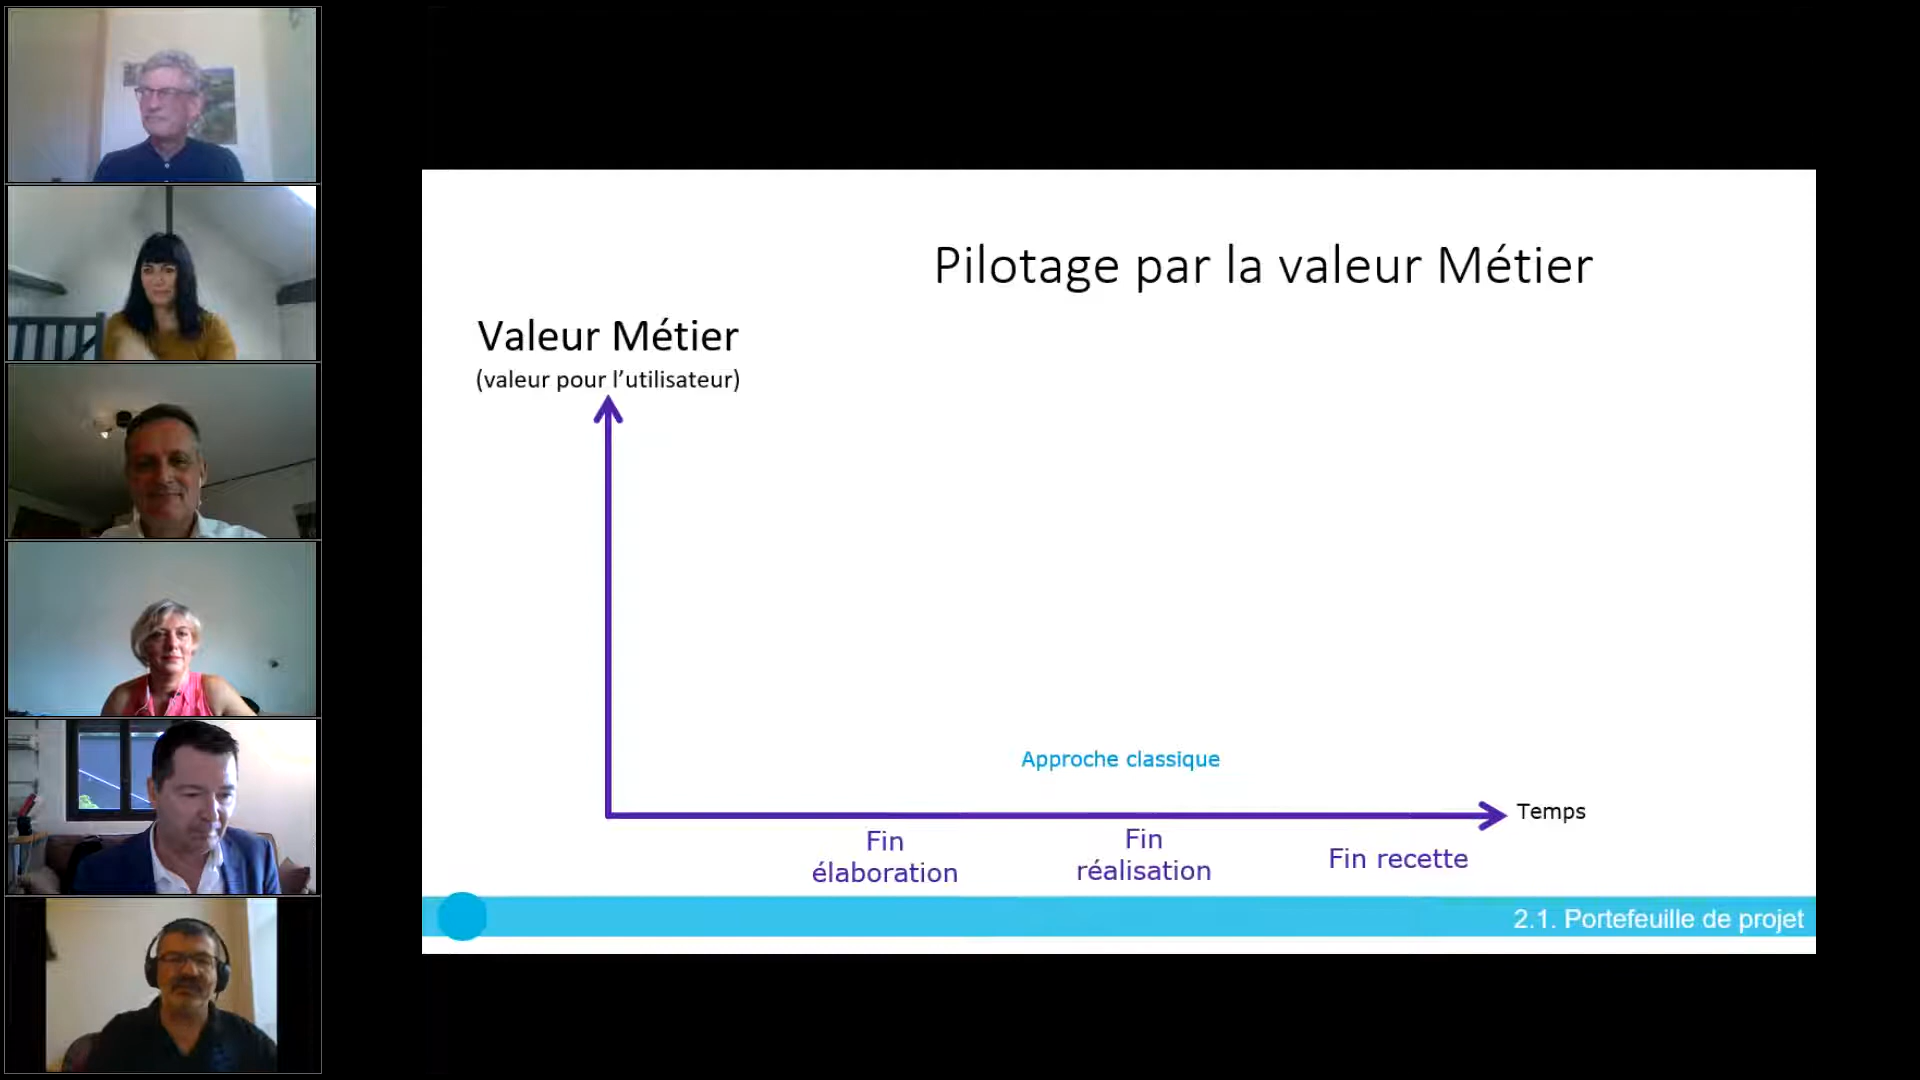 Pilotage par la valeur Métier
Valeur Métier
(valeur pour l’utilisateur)
Approche classique
Temps
Fin
élaboration
Fin
réalisation
Fin recette
2.1. Portefeuille de projet